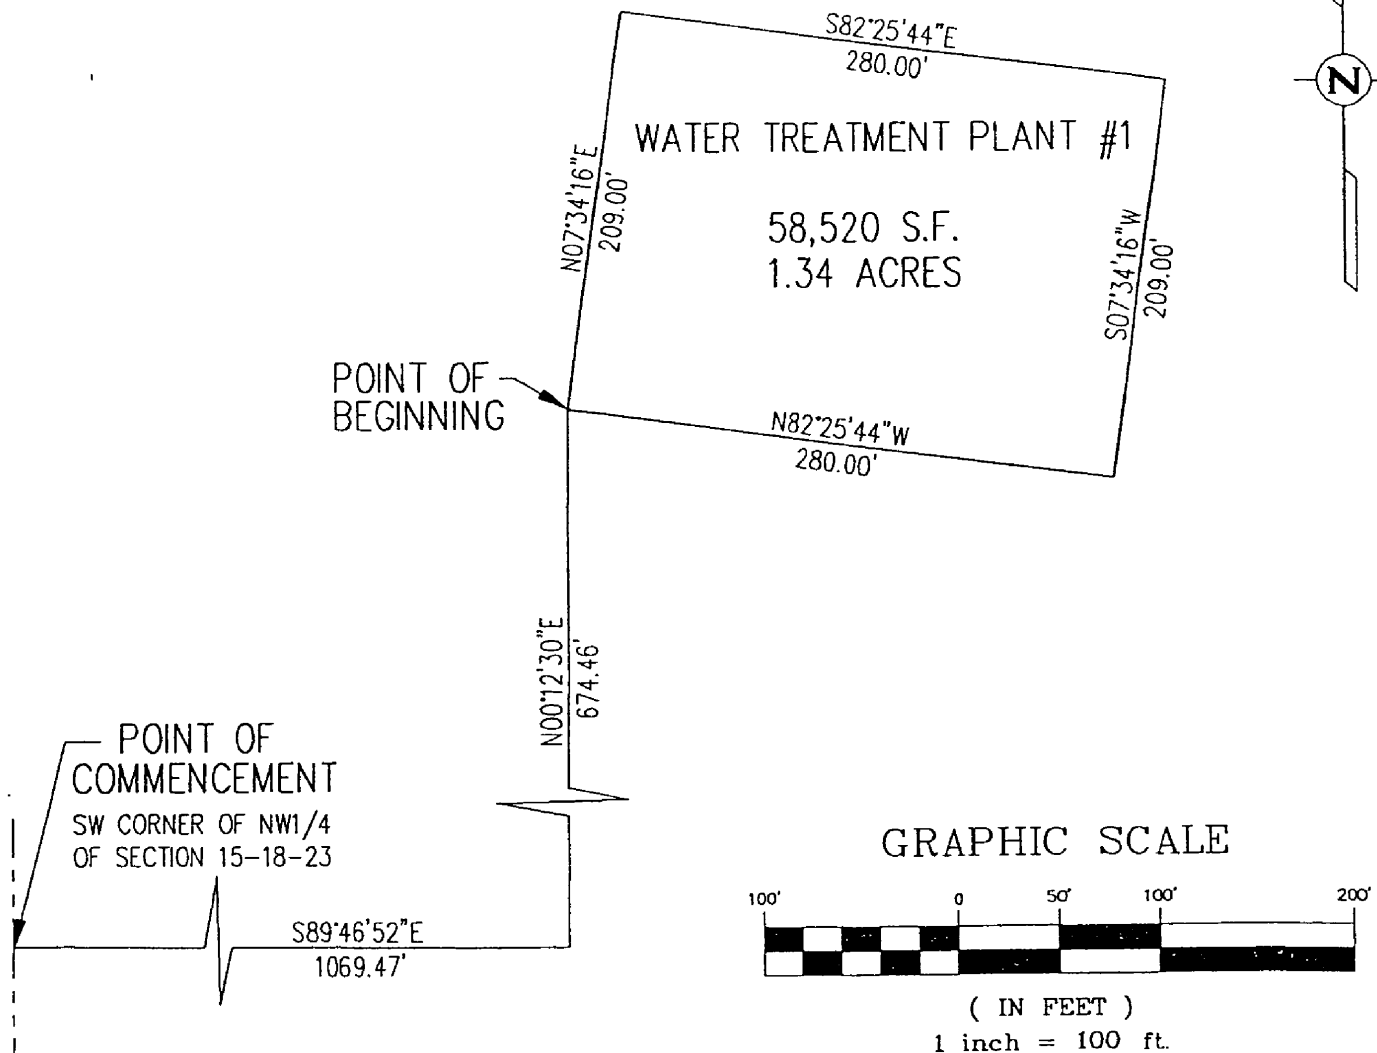 S82°25'44"E
280.00'
N
WATER TREATMENT PLANT #1
N07°34'16"E
209.00'
58,520 S.F.
1.34 ACRES
S07°34'16"W
209.00'
POINT OF
BEGINNING
N82°25'44"W
280.00'
N00°12'30"E
674.46'
POINT OF
COMMENCEMENT
SW CORNER OF NW1/4
OF SECTION 15-18-23
S89°46'52"E
1069.47'
GRAPHIC SCALE
100' 0 50' 100' 200'
( IN FEET )
1 inch = 100 ft.